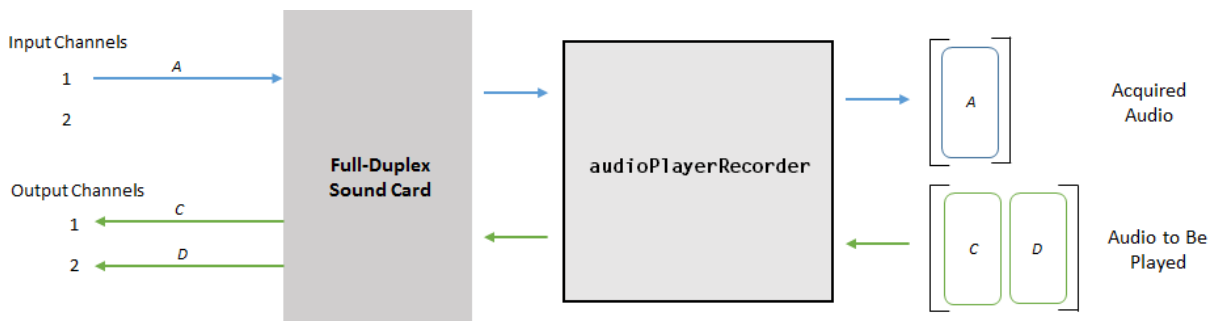 Input Channels
1
A
2
Output Channels
1
C
2
D
Full-Duplex
Sound Card
audioPlayerRecorder
A
Acquired
Audio
C
D
Audio to Be
Played